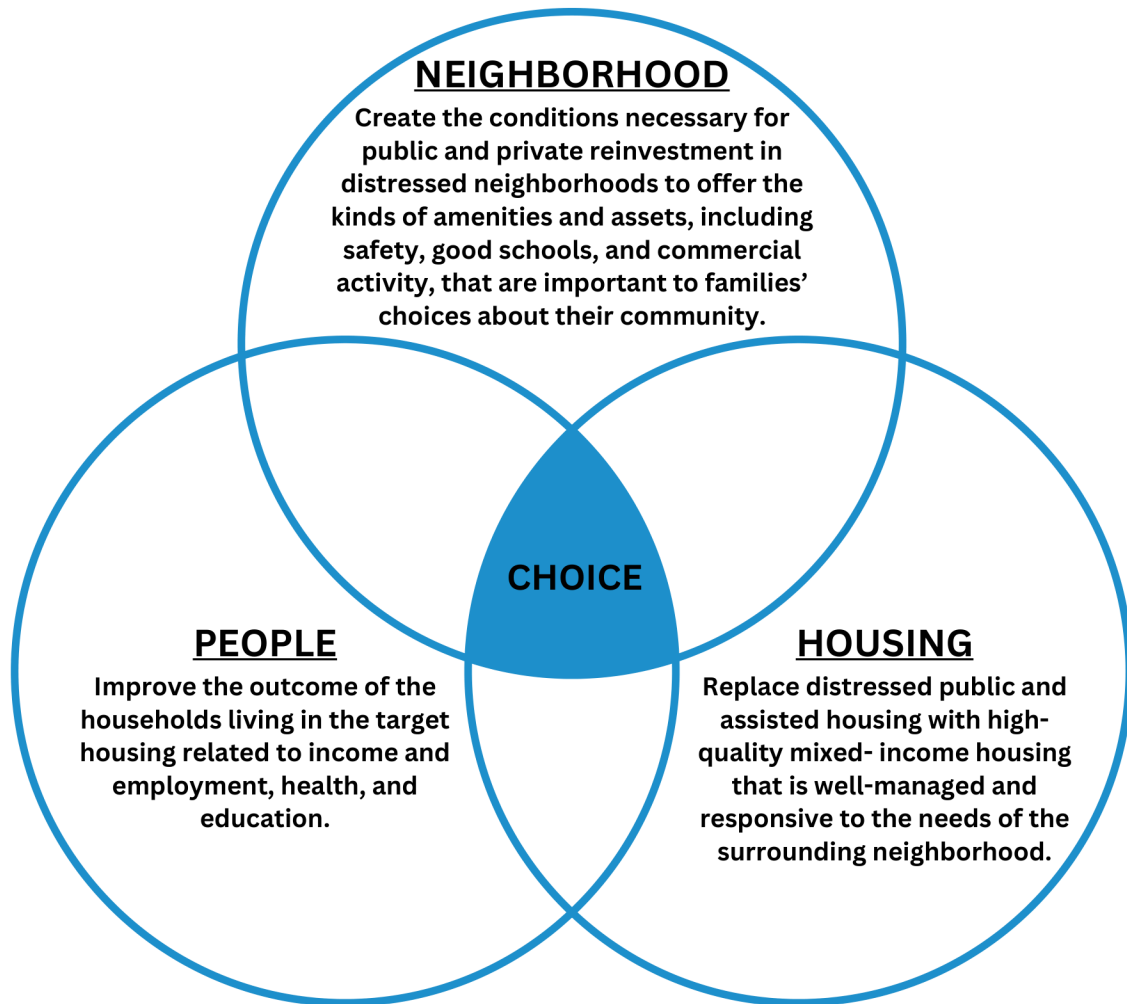 NEIGHBORHOOD
Create the conditions necessary for
public and private reinvestment in
distressed neighborhoods to offer the
kinds of amenities and assets, including
safety, good schools, and commercial
activity, that are important to families’
choices about their community.
CHOICE
PEOPLE
Improve the outcome of the
households living in the target
housing related to income and
employment, health, and
education.
HOUSING
Replace distressed public and
assisted housing with high-
quality mixed- income housing
that is well-managed and
responsive to the needs of the
surrounding neighborhood.